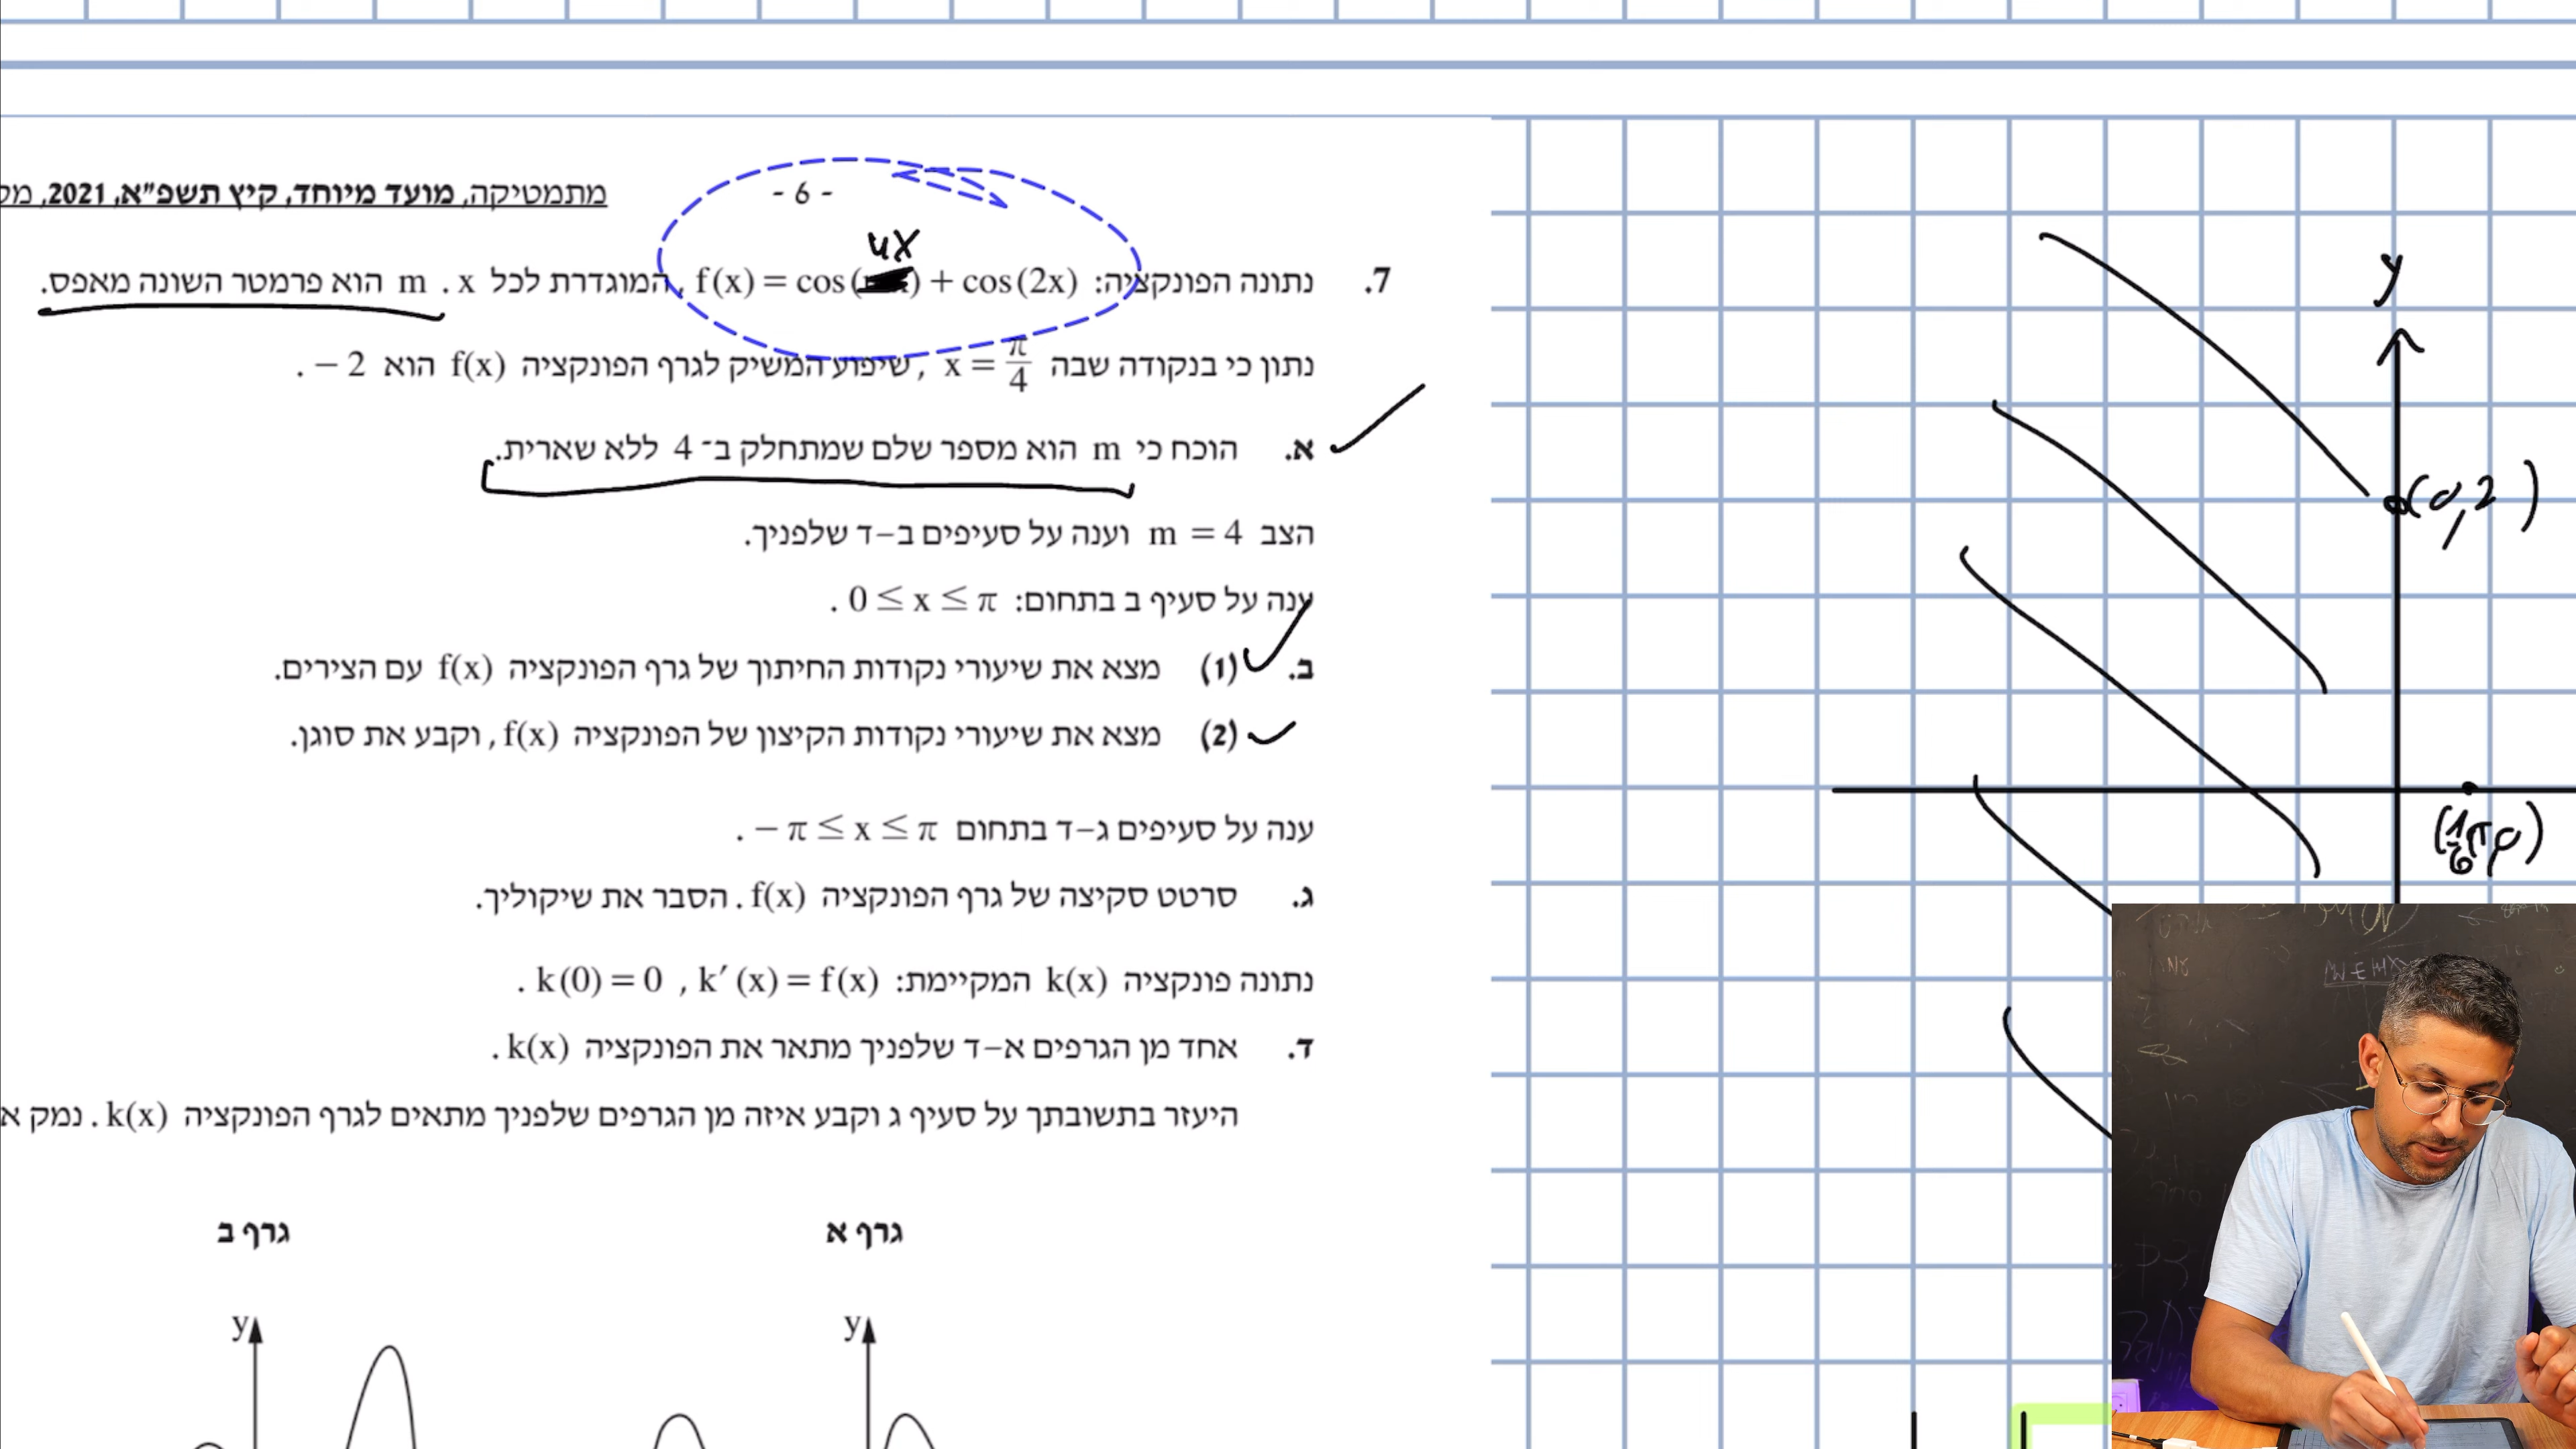 מתמטיקה, מועד מיוחד, קיץ תשפ"א, 2021, מס
- 6 -
4x
7. נתונה הפונקציה: f(x) = cos( ) + cos(2x), המוגדרת לכל x. m הוא פרמטר השונה מאפס.
נתון כי בנקודה שבה x = π/4, שיפוע המשיק לגרף הפונקציה f(x) הוא −2.
א. הוכח כי m הוא מספר שלם שמתחלק ב־4 ללא שארית.
הצב m = 4 וענה על סעיפים ב–ד שלפניך.
ענה על סעיף ב בתחום: 0 ≤ x ≤ π.
ב. (1) מצא את שיעורי נקודות החיתוך של גרף הפונקציה f(x) עם הצירים.
(2) מצא את שיעורי נקודות הקיצון של הפונקציה f(x), וקבע את סוגן.
ענה על סעיפים ג–ד בתחום −π ≤ x ≤ π.
ג. סרטט סקיצה של גרף הפונקציה f(x). הסבר את שיקוליך.
נתונה פונקציה k(x) המקיימת: k′(x) = f(x), k(0) = 0.
ד. אחד מן הגרפים א–ד שלפניך מתאר את הפונקציה k(x).
היעזר בתשובתך על סעיף ג וקבע איזה מן הגרפים שלפניך מתאים לגרף הפונקציה k(x). נמק א
גרף א
גרף ב
y
y
y
(0,2)
(1/6π,0)